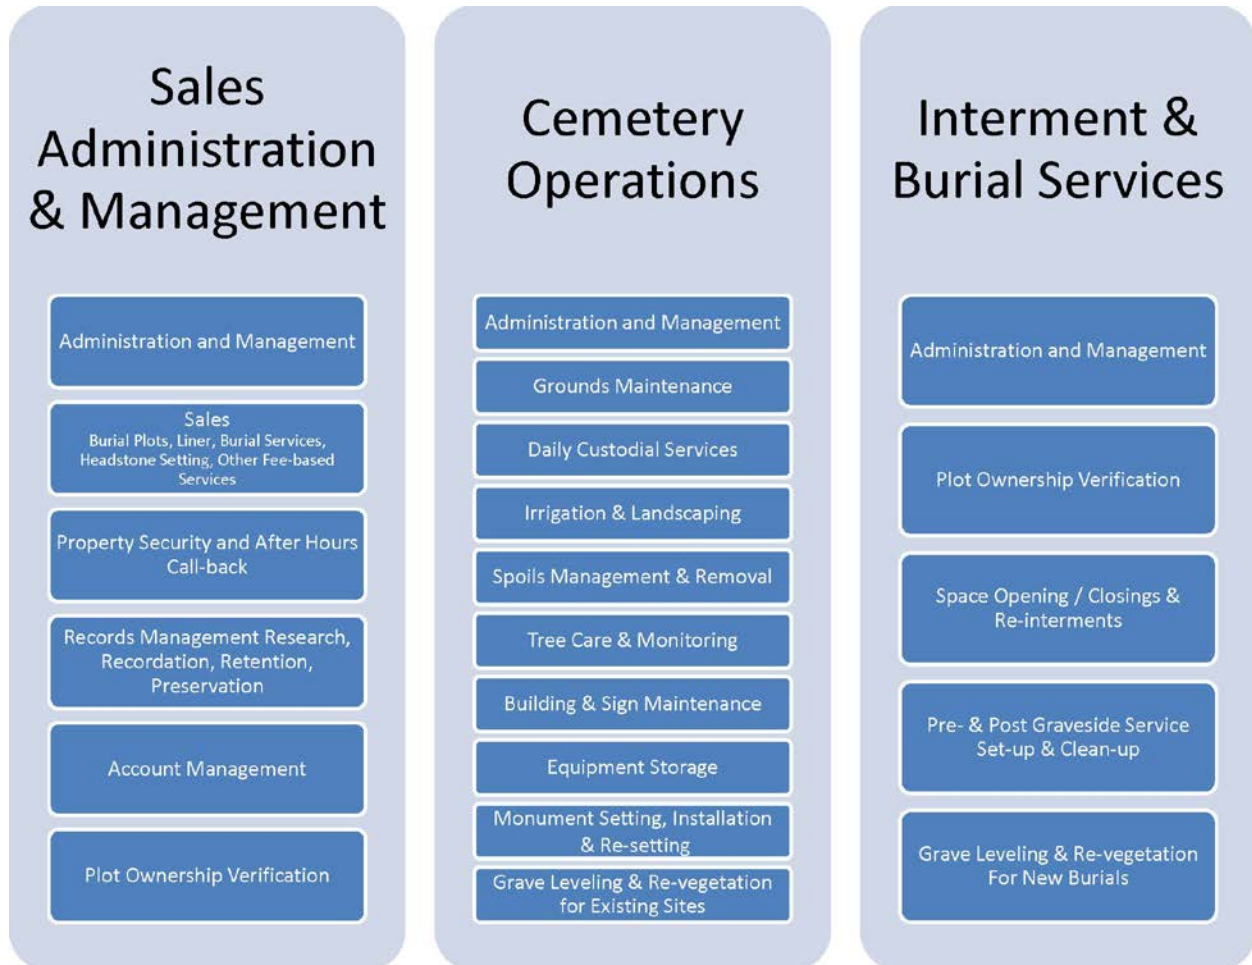 Sales
Administration
& Management
Administration and Management
Sales
Burial Plots, Liner, Burial Services,
Headstone Setting, Other Fee-based
Services
Property Security and After Hours
Call-back
Records Management Research,
Recordation, Retention,
Preservation
Account Management
Plot Ownership Verification
Cemetery
Operations
Administration and Management
Grounds Maintenance
Daily Custodial Services
Irrigation & Landscaping
Spoils Management & Removal
Tree Care & Monitoring
Building & Sign Maintenance
Equipment Storage
Monument Setting, Installation
& Re-setting
Grave Leveling & Re-vegetation
for Existing Sites
Interment &
Burial Services
Administration and Management
Plot Ownership Verification
Space Opening / Closings &
Re-interments
Pre- & Post Graveside Service
Set-up & Clean-up
Grave Leveling & Re-vegetation
For New Burials